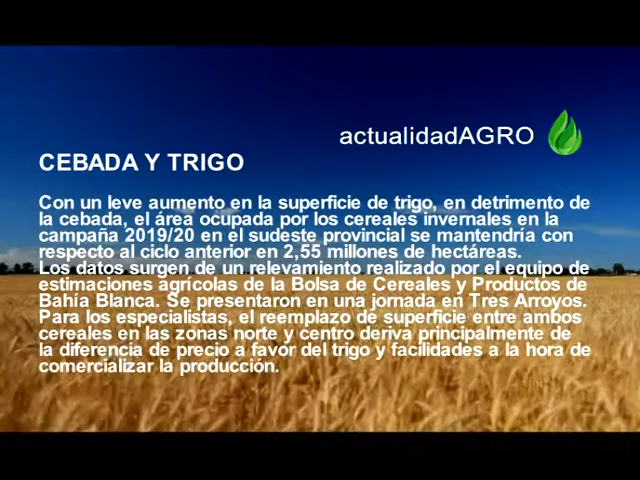 actualidadAGRO
CEBADA Y TRIGO
Con un leve aumento en la superficie de trigo, en detrimento de
la cebada, el área ocupada por los cereales invernales en la
campaña 2019/20 en el sudeste provincial se mantendría con
respecto al ciclo anterior en 2,55 millones de hectáreas.
Los datos surgen de un relevamiento realizado por el equipo de
estimaciones agrícolas de la Bolsa de Cereales y Productos de
Bahía Blanca. Se presentaron en una jornada en Tres Arroyos.
Para los especialistas, el reemplazo de superficie entre ambos
cereales en las zonas norte y centro deriva principalmente de
la diferencia de precio a favor del trigo y facilidades a la hora de
comercializar la producción.